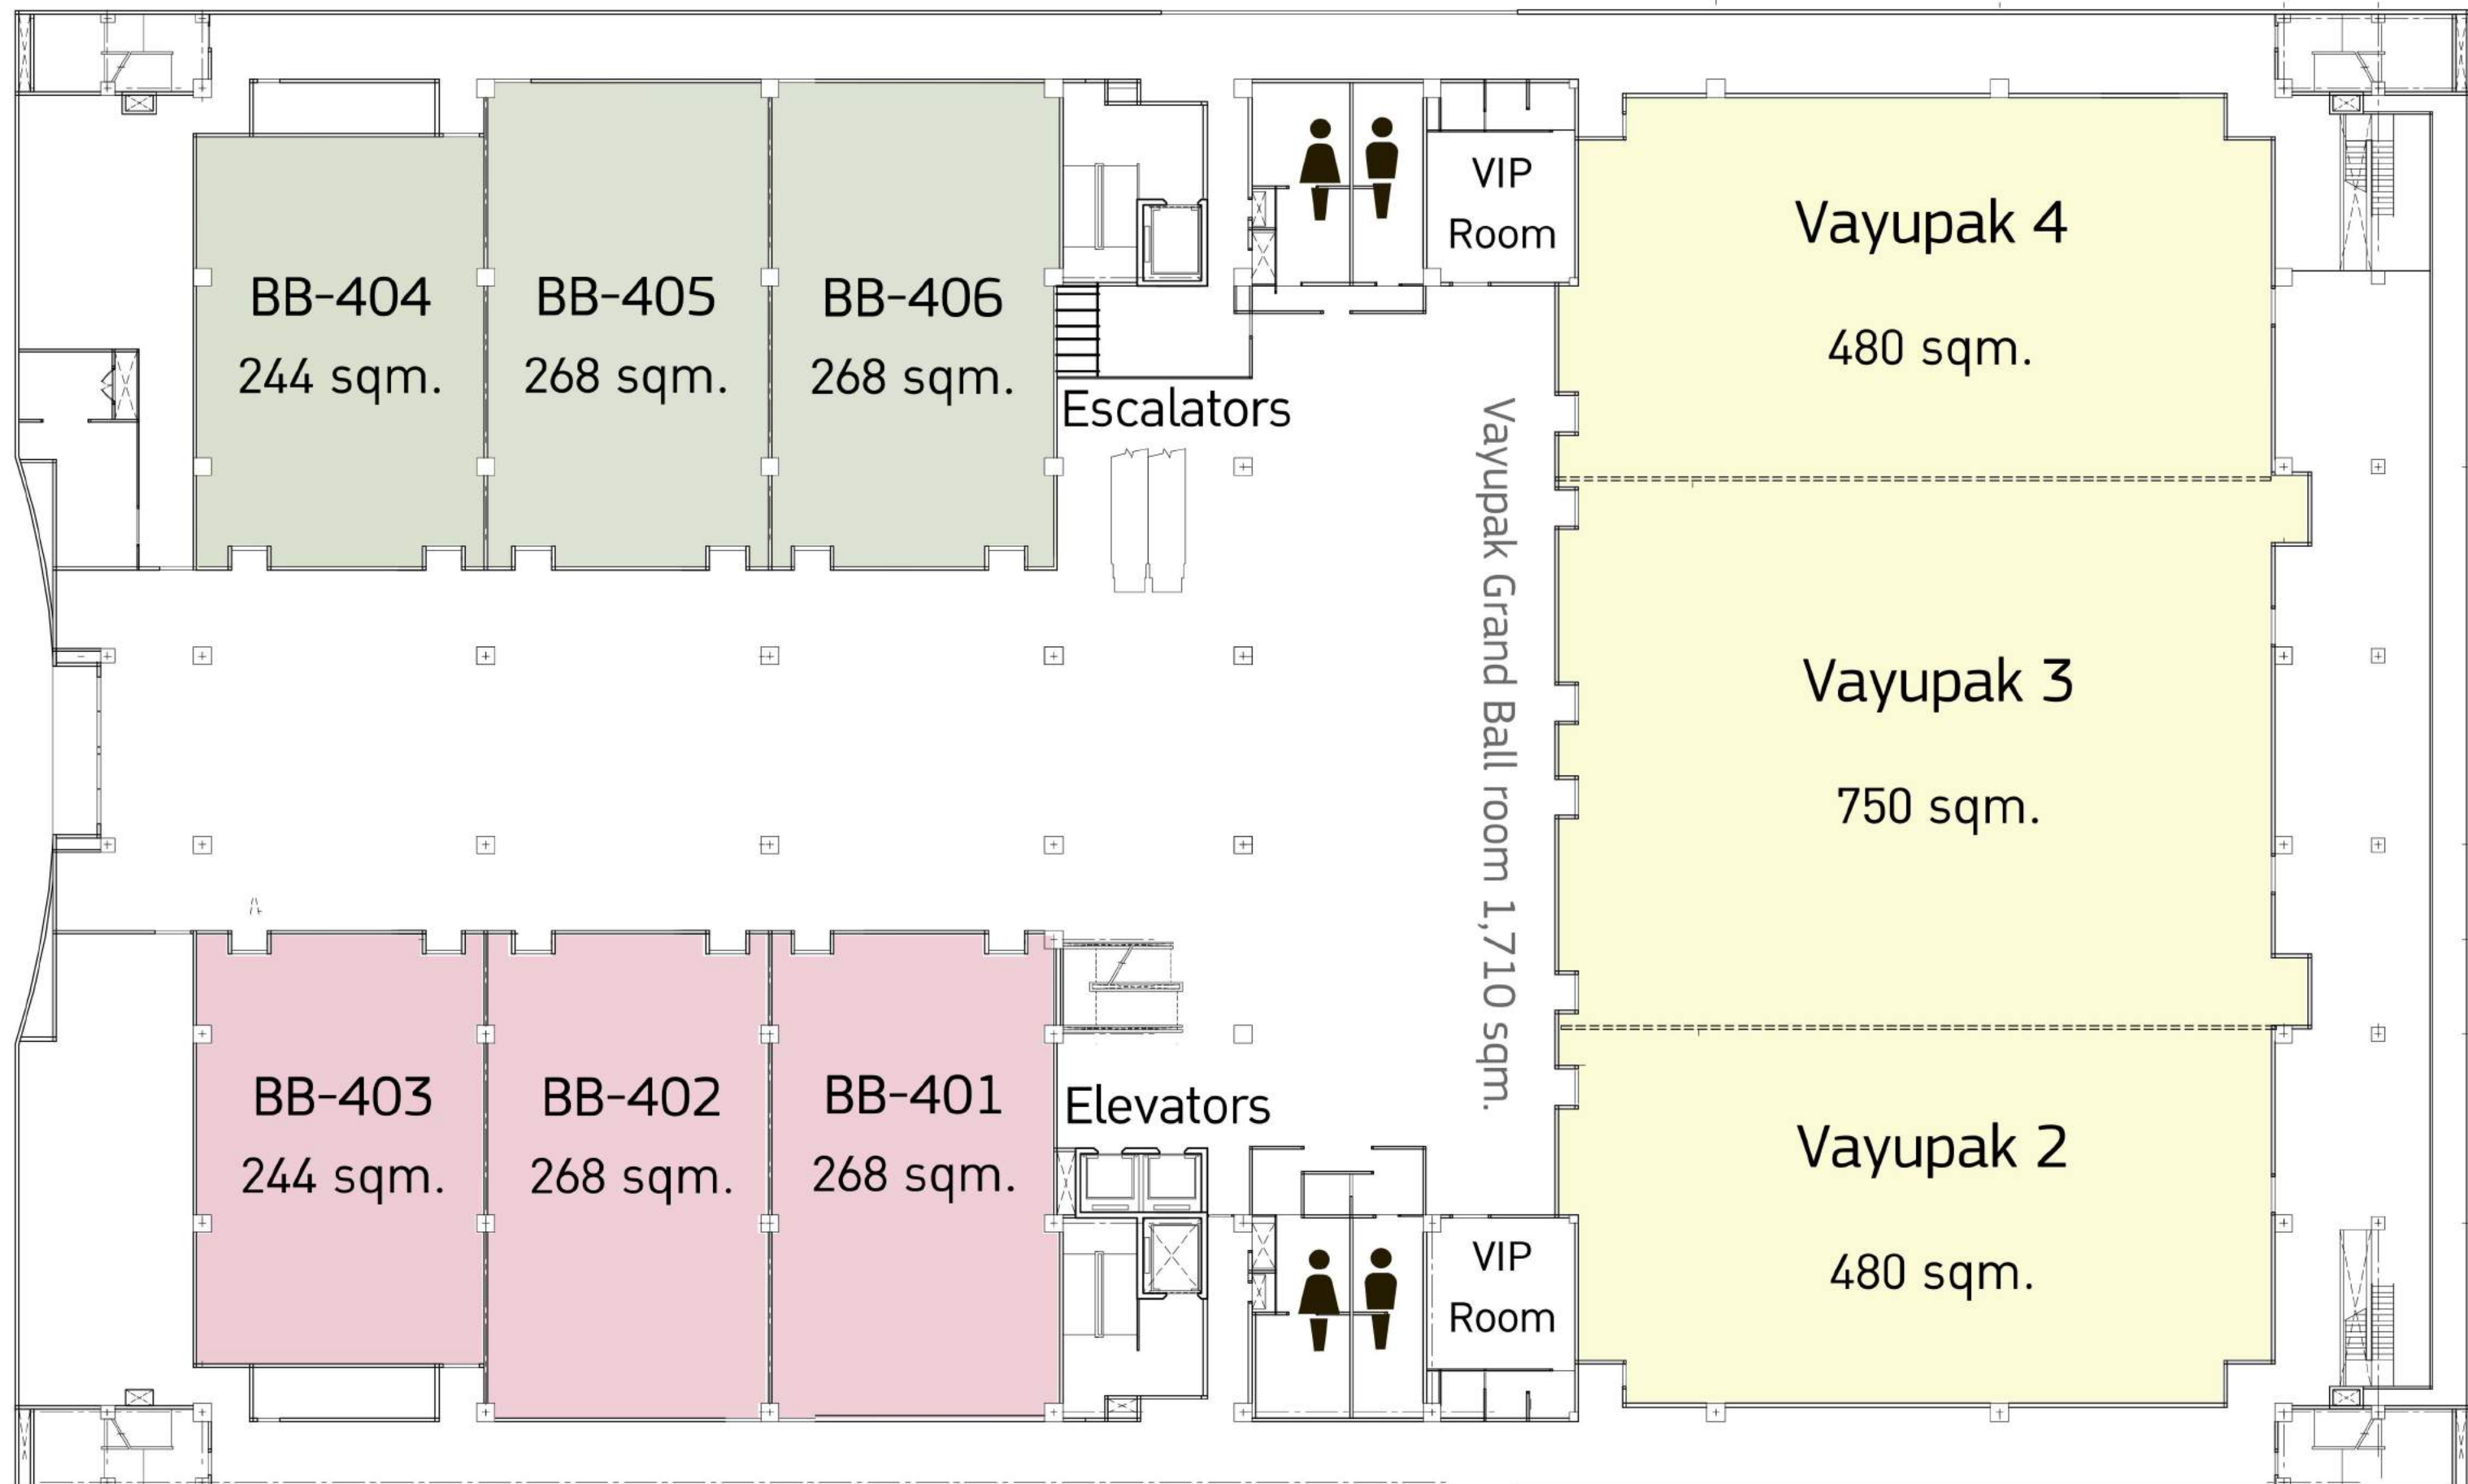 VIP
Room
Vayupak 4
480 sqm.
BB-404
244 sqm.
BB-405
268 sqm.
BB-406
268 sqm.
Escalators
Vayupak Grand Ball room 1,710 sqm.
Vayupak 3
750 sqm.
BB-403
244 sqm.
BB-402
268 sqm.
BB-401
268 sqm.
Elevators
Vayupak 2
480 sqm.
VIP
Room